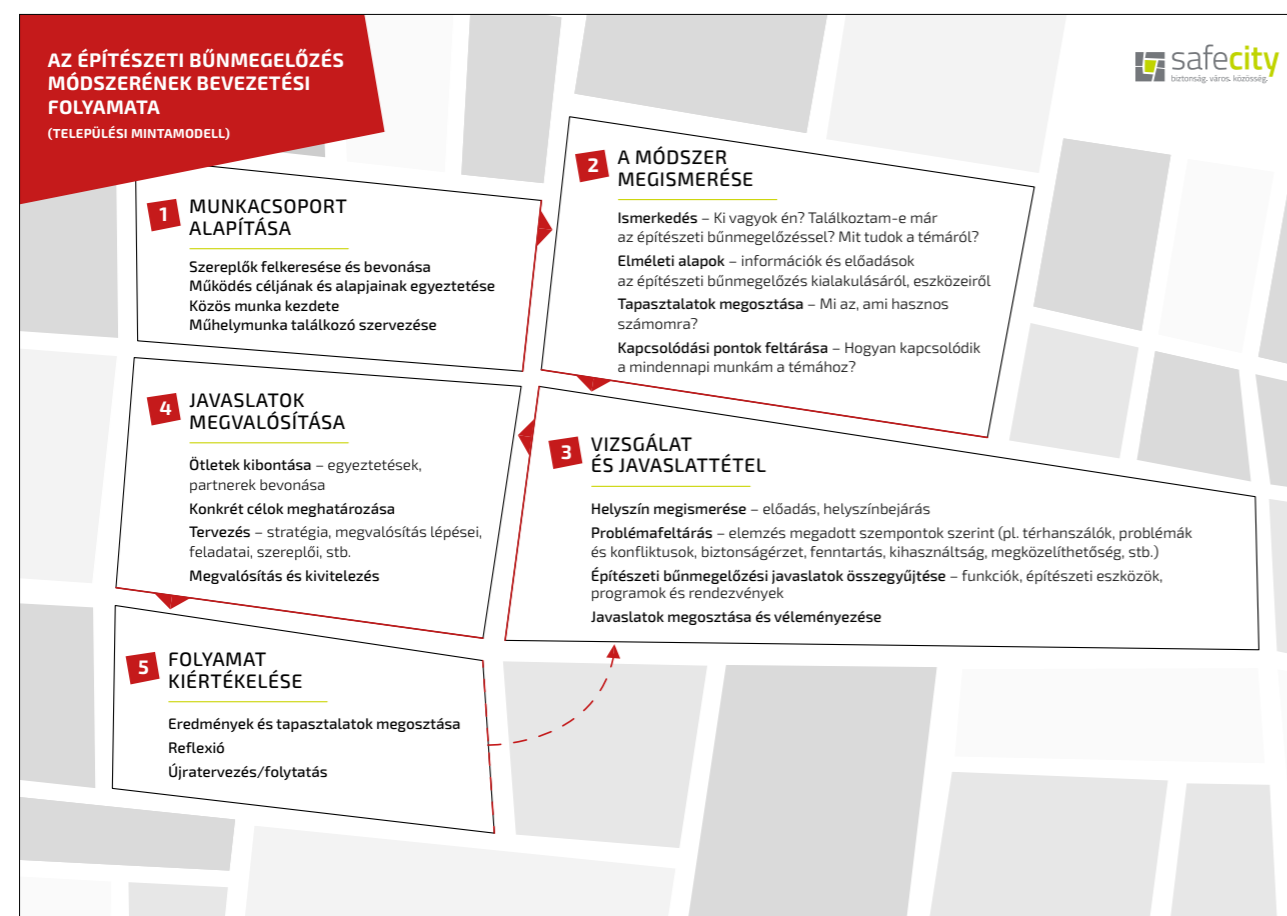 AZ ÉPÍTÉSZETI BŰNMEGELŐZÉS
MÓDSZERÉNEK BEVEZETÉSI
FOLYAMATA
(TELEPÜLÉSI MINTAMODELL)
safecity
biztonság. város. közösség.
1 MUNKACSOPORT
ALAPÍTÁSA
Szereplők felkeresése és bevonása
Működés céljának és alapjainak egyeztetése
Közös munka kezdete
Műhelymunka találkozó szervezése
2 A MÓDSZER
MEGISMERÉSE
Ismerkedés – Ki vagyok én? Találkoztam-e már
az építészeti bűnmegelőzéssel? Mit tudok a témáról?
Elméleti alapok – információk és előadások
az építészeti bűnmegelőzés kialakulásáról, eszközeiről
Tapasztalatok megosztása – Mi az, ami hasznos
számomra?
Kapcsolódási pontok feltárása – Hogyan kapcsolódik
a mindennapi munkám a témához?
3 VIZSGÁLAT
ÉS JAVASLATTÉTEL
Helyszín megismerése – előadás, helyszínbejárás
Problémafeltárás – elemzés megadott szempontok szerint (pl. térhanszálók, problémák
és konfliktusok, biztonságérzet, fenntartás, kihasználtság, megközelíthetőség, stb.)
Építészeti bűnmegelőzési javaslatok összegyűjtése – funkciók, építészeti eszközök,
programok és rendezvények
Javaslatok megosztása és véleményezése
4 JAVASLATOK
MEGVALÓSÍTÁSA
Ötletek kibontása – egyeztetések,
partnerek bevonása
Konkrét célok meghatározása
Tervezés – stratégia, megvalósítás lépései,
feladatai, szereplői, stb.
Megvalósítás és kivitelezés
5 FOLYAMAT
KIÉRTÉKELÉSE
Eredmények és tapasztalatok megosztása
Reflexió
Újratervezés/folytatás